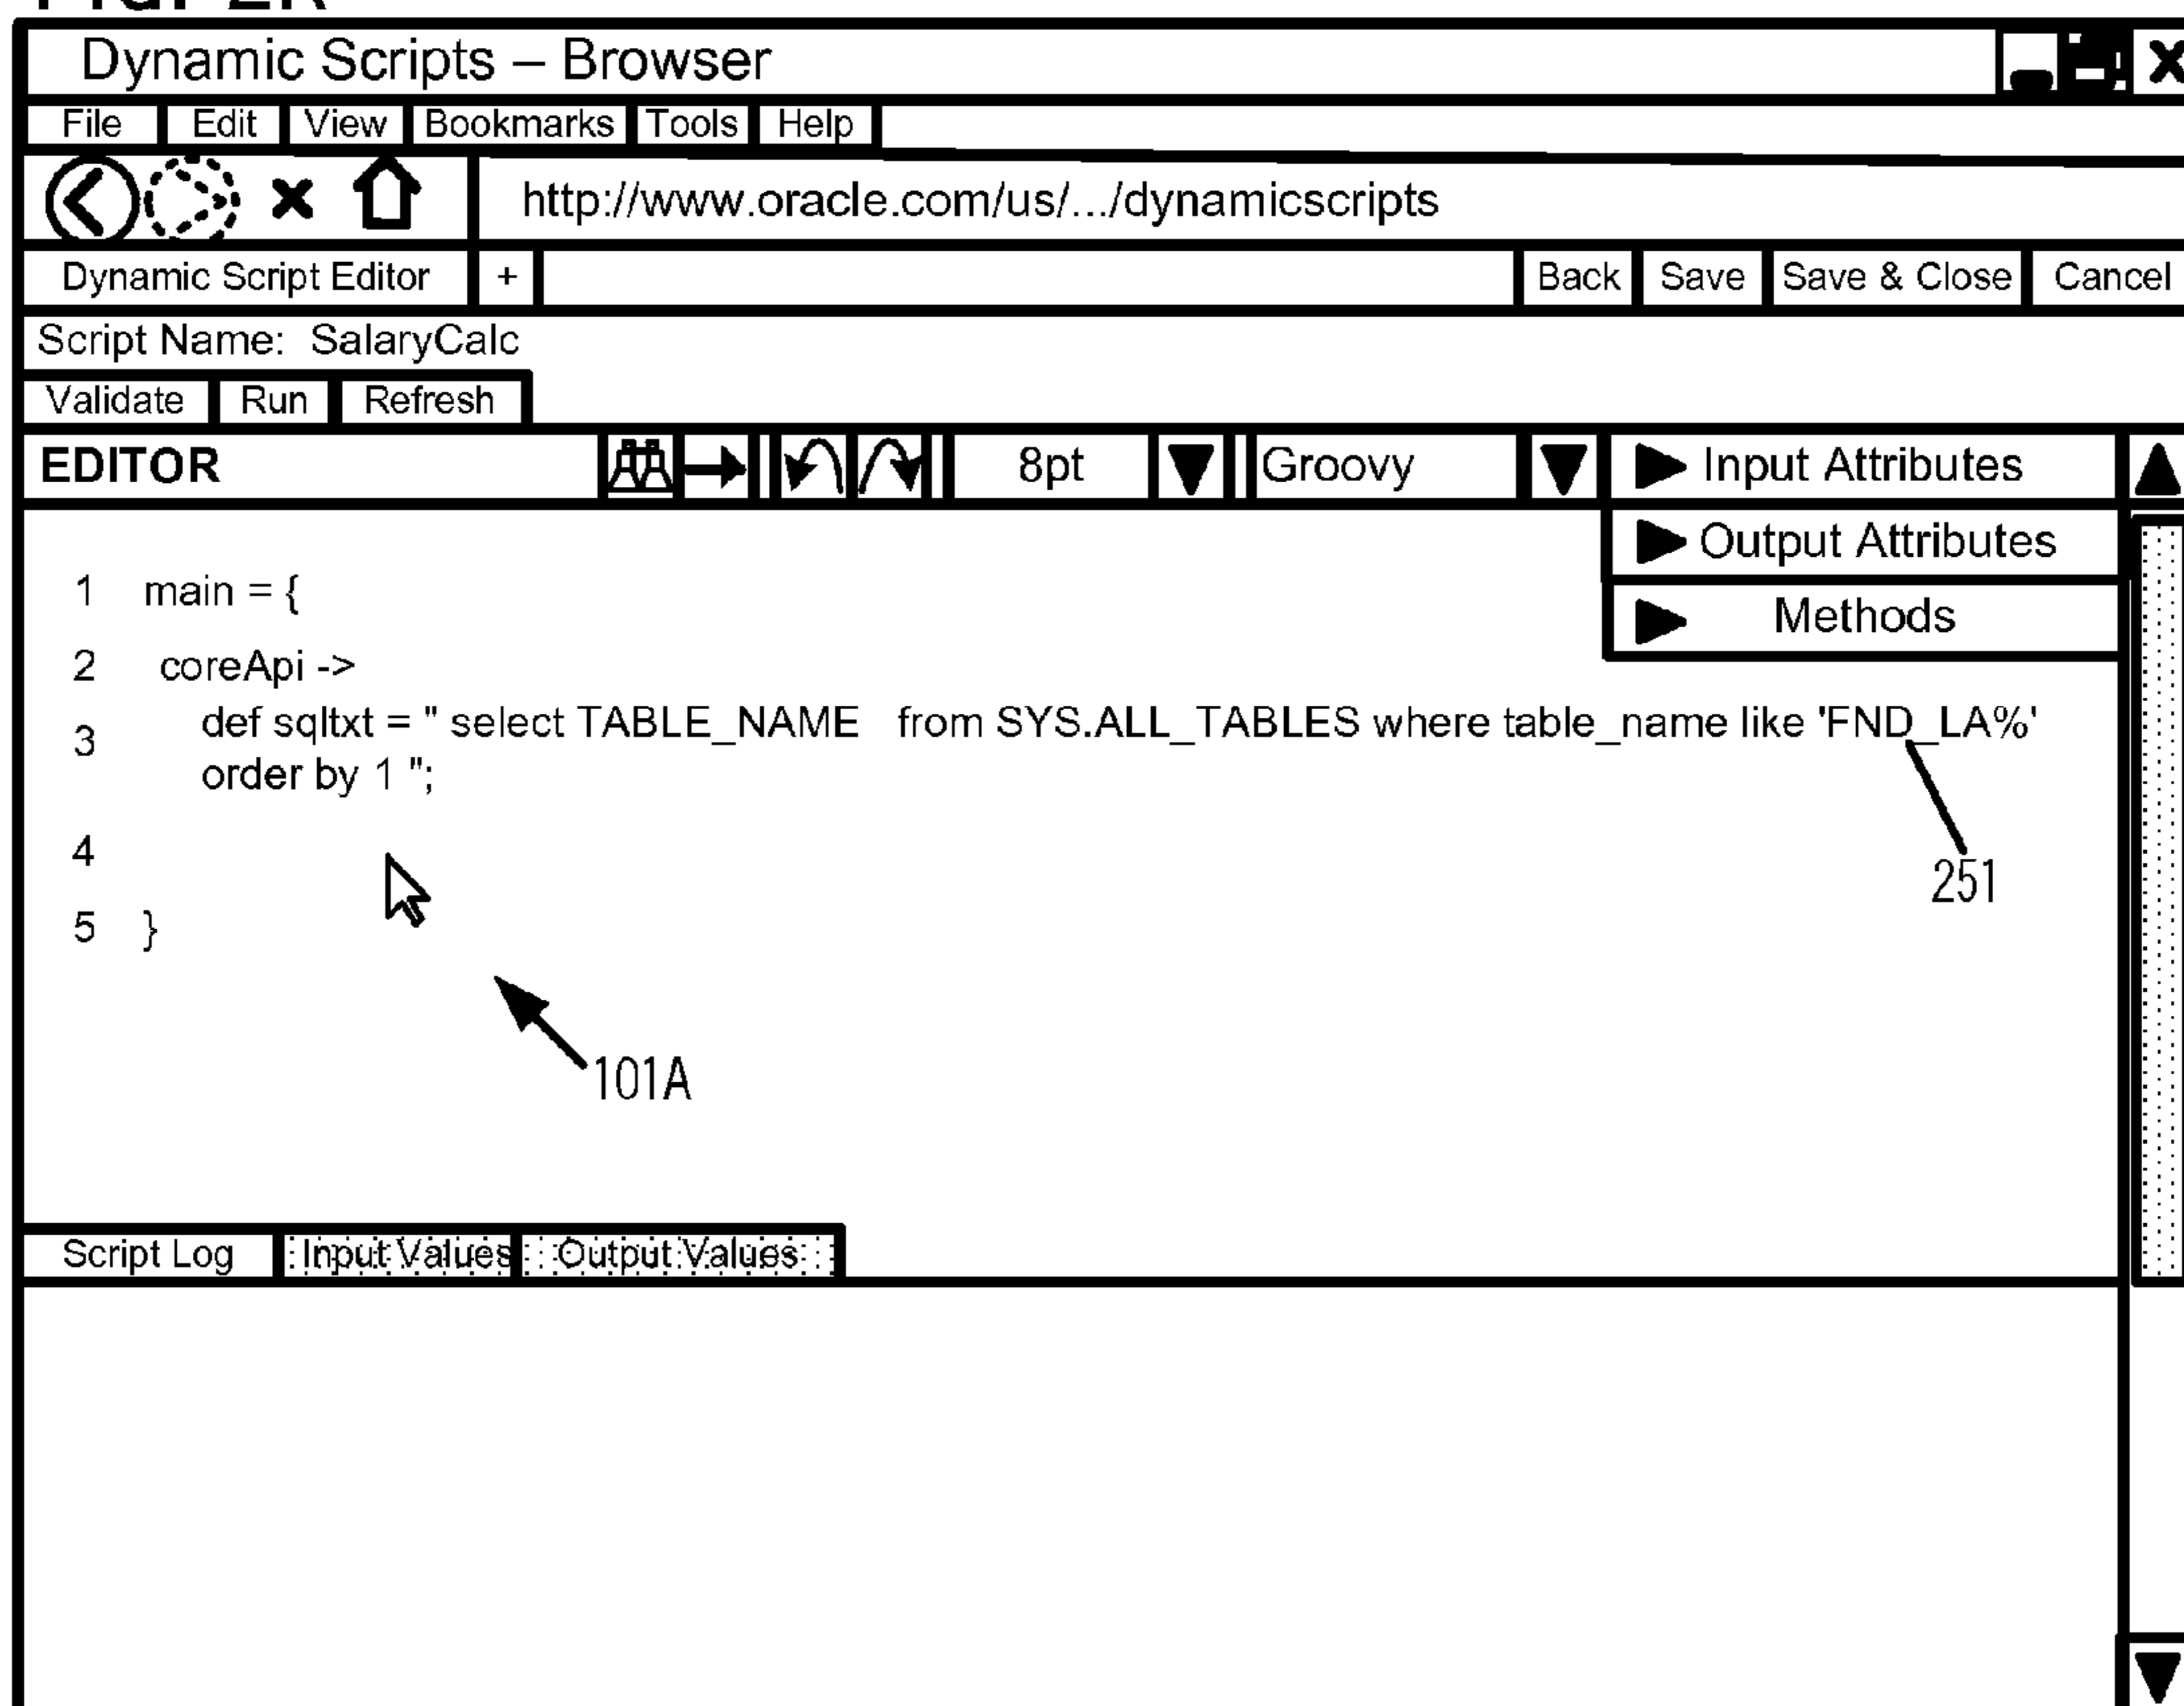 Dynamic Scripts – Browser
File Edit View Bookmarks Tools Help
http://www.oracle.com/us/.../dynamicscripts
Dynamic Script Editor + Back Save Save & Close Cancel
Script Name: SalaryCalc
Validate Run Refresh
EDITOR 8pt Groovy Input Attributes
Output Attributes
Methods
1 main = {
2 coreApi ->
3 def sqltxt = " select TABLE_NAME from SYS.ALL_TABLES where table_name like 'FND_LA%'
order by 1 ";
4
251
5 }
101A
Script Log Input Values Output Values